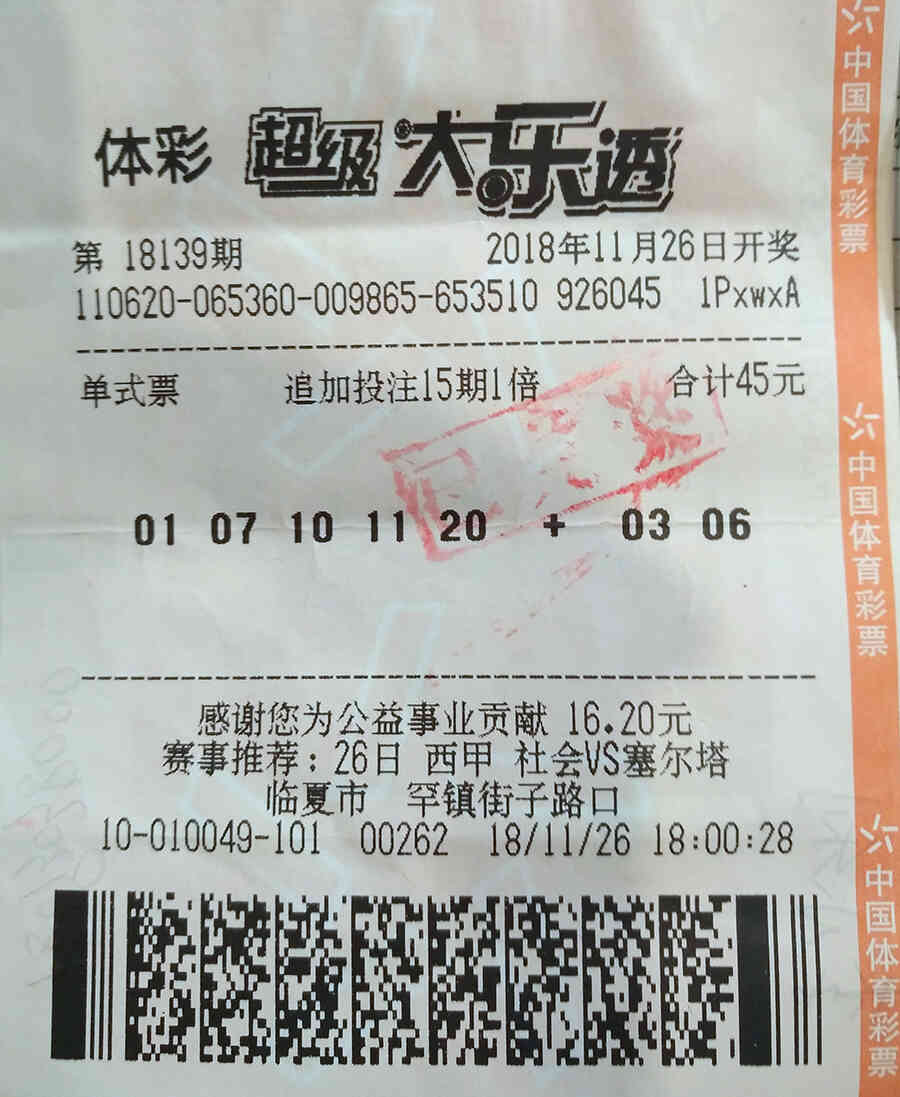 体彩 超级大乐透
第 18139期 2018年11月26日开奖
110620-065360-009865-653510 926045 1PxwxA
单式票 追加投注15期1倍 合计45元
01 07 10 11 20 + 03 06
感谢您为公益事业贡献 16.20元
赛事推荐:26日 西甲 社会VS塞尔塔
临夏市 罕镇街子路口
10-010049-101 00262 18/11/26 18:00:28
中国体育彩票
中国体育彩票
中国体育彩票